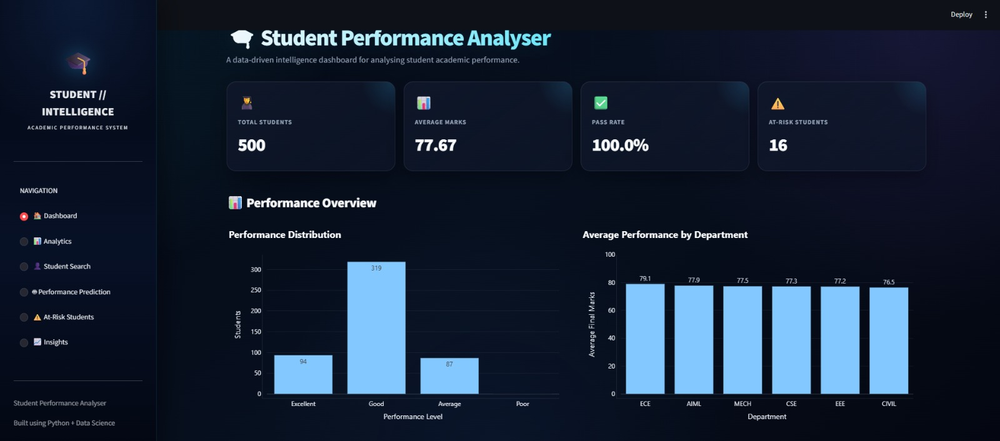 Deploy
STUDENT //
INTELLIGENCE
ACADEMIC PERFORMANCE SYSTEM
NAVIGATION
Dashboard
Analytics
Student Search
Performance Prediction
At-Risk Students
Insights
Student Performance Analyser
Built using Python + Data Science
Student Performance Analyser
A data-driven intelligence dashboard for analysing student academic performance.
TOTAL STUDENTS
500
AVERAGE MARKS
77.67
PASS RATE
100.0%
AT-RISK STUDENTS
16
Performance Overview
Performance Distribution
Students
300
250
200
150
100
50
0
94
319
87
Excellent
Good
Average
Poor
Performance Level
Average Performance by Department
Average Final Marks
100
80
60
40
20
0
79.1
77.9
77.5
77.3
77.2
76.5
ECE
AIML
MECH
CSE
EEE
CIVIL
Department